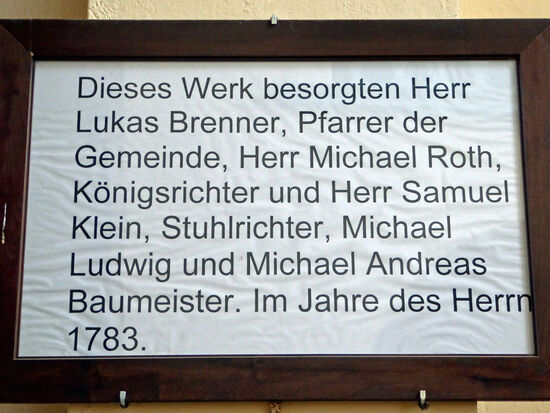 Dieses Werk besorgten Herr
Lukas Brenner, Pfarrer der
Gemeinde, Herr Michael Roth,
Königsrichter und Herr Samuel
Klein, Stuhlrichter, Michael
Ludwig und Michael Andreas
Baumeister. Im Jahre des Herrn
1783.